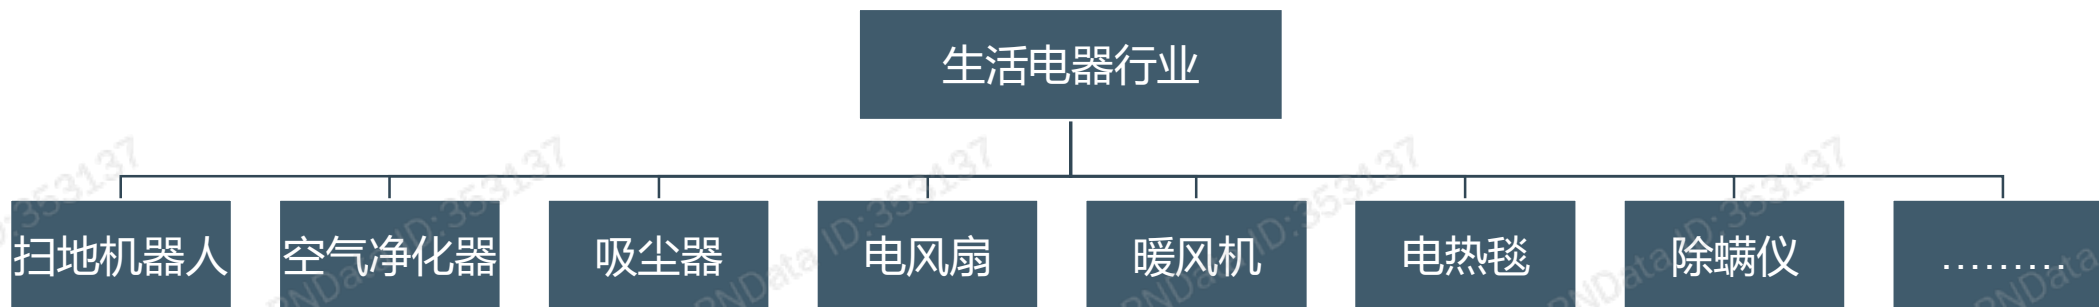 生活电器行业
扫地机器人
空气净化器
吸尘器
电风扇
暖风机
电热毯
除螨仪
………